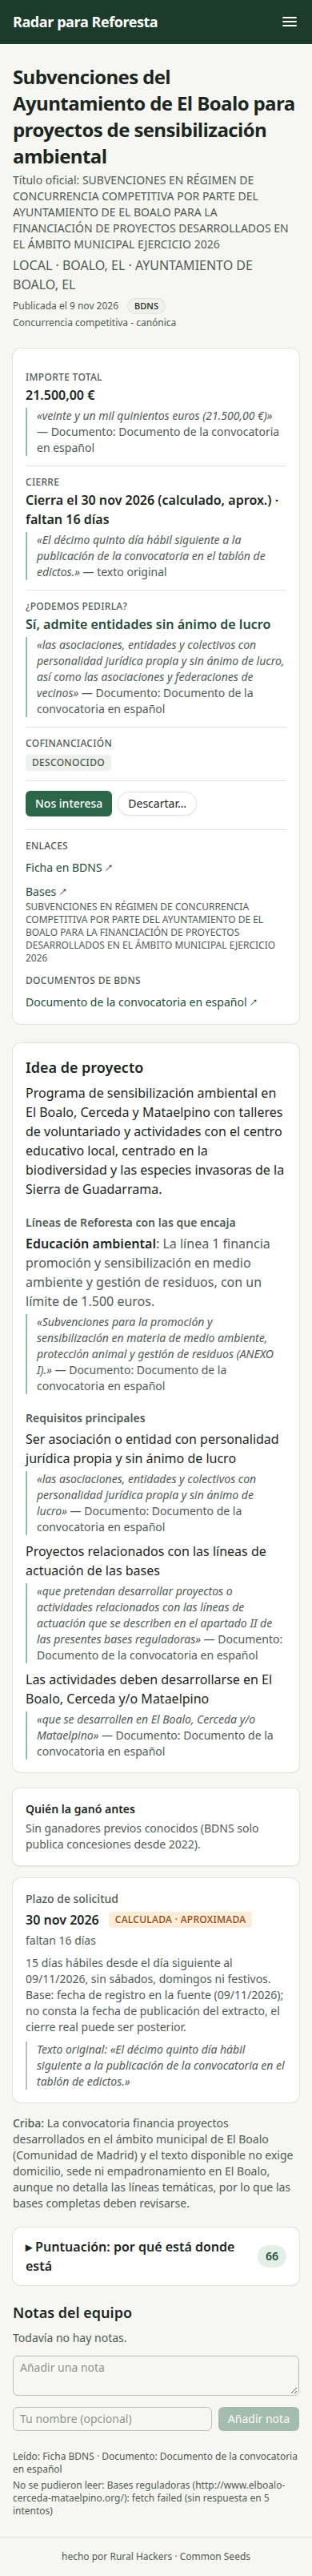 Radar para Reforesta
Subvenciones del
Ayuntamiento de El Boalo para
proyectos de sensibilización
ambiental
Título oficial: SUBVENCIONES EN RÉGIMEN DE
CONCURRENCIA COMPETITIVA POR PARTE DEL
AYUNTAMIENTO DE EL BOALO PARA LA
FINANCIACIÓN DE PROYECTOS DESARROLLADOS EN
EL ÁMBITO MUNICIPAL EJERCICIO 2026
LOCAL · BOALO, EL · AYUNTAMIENTO DE
BOALO, EL
Publicada el 9 nov 2026 BDNS
Concurrencia competitiva - canónica
IMPORTE TOTAL
21.500,00 €
«veinte y un mil quinientos euros (21.500,00 €)»
— Documento: Documento de la convocatoria
en español
CIERRE
Cierra el 30 nov 2026 (calculado, aprox.) ·
faltan 16 días
«El décimo quinto día hábil siguiente a la
publicación de la convocatoria en el tablón de
edictos.» — texto original
¿PODEMOS PEDIRLA?
Sí, admite entidades sin ánimo de lucro
«las asociaciones, entidades y colectivos con
personalidad jurídica propia y sin ánimo de lucro,
así como las asociaciones y federaciones de
vecinos» — Documento: Documento de la
convocatoria en español
COFINANCIACIÓN
DESCONOCIDO
Nos interesa Descartar...
ENLACES
Ficha en BDNS ↗
Bases ↗
SUBVENCIONES EN RÉGIMEN DE CONCURRENCIA
COMPETITIVA POR PARTE DEL AYUNTAMIENTO DE EL
BOALO PARA LA FINANCIACIÓN DE PROYECTOS
DESARROLLADOS EN EL ÁMBITO MUNICIPAL EJERCICIO
2026
DOCUMENTOS DE BDNS
Documento de la convocatoria en español ↗
Idea de proyecto
Programa de sensibilización ambiental en
El Boalo, Cerceda y Mataelpino con talleres
de voluntariado y actividades con el centro
educativo local, centrado en la
biodiversidad y las especies invasoras de la
Sierra de Guadarrama.
Líneas de Reforesta con las que encaja
Educación ambiental: La línea 1 financia
promoción y sensibilización en medio
ambiente y gestión de residuos, con un
límite de 1.500 euros.
«Subvenciones para la promoción y
sensibilización en materia de medio ambiente,
protección animal y gestión de residuos (ANEXO
I).» — Documento: Documento de la
convocatoria en español
Requisitos principales
Ser asociación o entidad con personalidad
jurídica propia y sin ánimo de lucro
«las asociaciones, entidades y colectivos con
personalidad jurídica propia y sin ánimo de
lucro» — Documento: Documento de la
convocatoria en español
Proyectos relacionados con las líneas de
actuación de las bases
«que pretendan desarrollar proyectos o
actividades relacionados con las líneas de
actuación que se describen en el apartado II de
las presentes bases reguladoras» — Documento:
Documento de la convocatoria en español
Las actividades deben desarrollarse en El
Boalo, Cerceda y/o Mataelpino
«que se desarrollen en El Boalo, Cerceda y/o
Mataelpino» — Documento: Documento de la
convocatoria en español
Quién la ganó antes
Sin ganadores previos conocidos (BDNS solo
publica concesiones desde 2022).
Plazo de solicitud
30 nov 2026 CALCULADA · APROXIMADA
faltan 16 días
15 días hábiles desde el día siguiente al
09/11/2026, sin sábados, domingos ni festivos.
Base: fecha de registro en la fuente (09/11/2026);
no consta la fecha de publicación del extracto, el
cierre real puede ser posterior.
Texto original: «El décimo quinto día hábil
siguiente a la publicación de la convocatoria en el
tablón de edictos.»
Criba: La convocatoria financia proyectos
desarrollados en el ámbito municipal de El Boalo
(Comunidad de Madrid) y el texto disponible no exige
domicilio, sede ni empadronamiento en El Boalo,
aunque no detalla las líneas temáticas, por lo que las
bases completas deben revisarse.
▸ Puntuación: por qué está donde
está 66
Notas del equipo
Todavía no hay notas.
Añadir una nota
Tu nombre (opcional) Añadir nota
Leído: Ficha BDNS · Documento: Documento de la convocatoria
en español
No se pudieron leer: Bases reguladoras (http://www.elboalo-
cerceda-mataelpino.org/): fetch failed (sin respuesta en 5
intentos)
hecho por Rural Hackers · Common Seeds